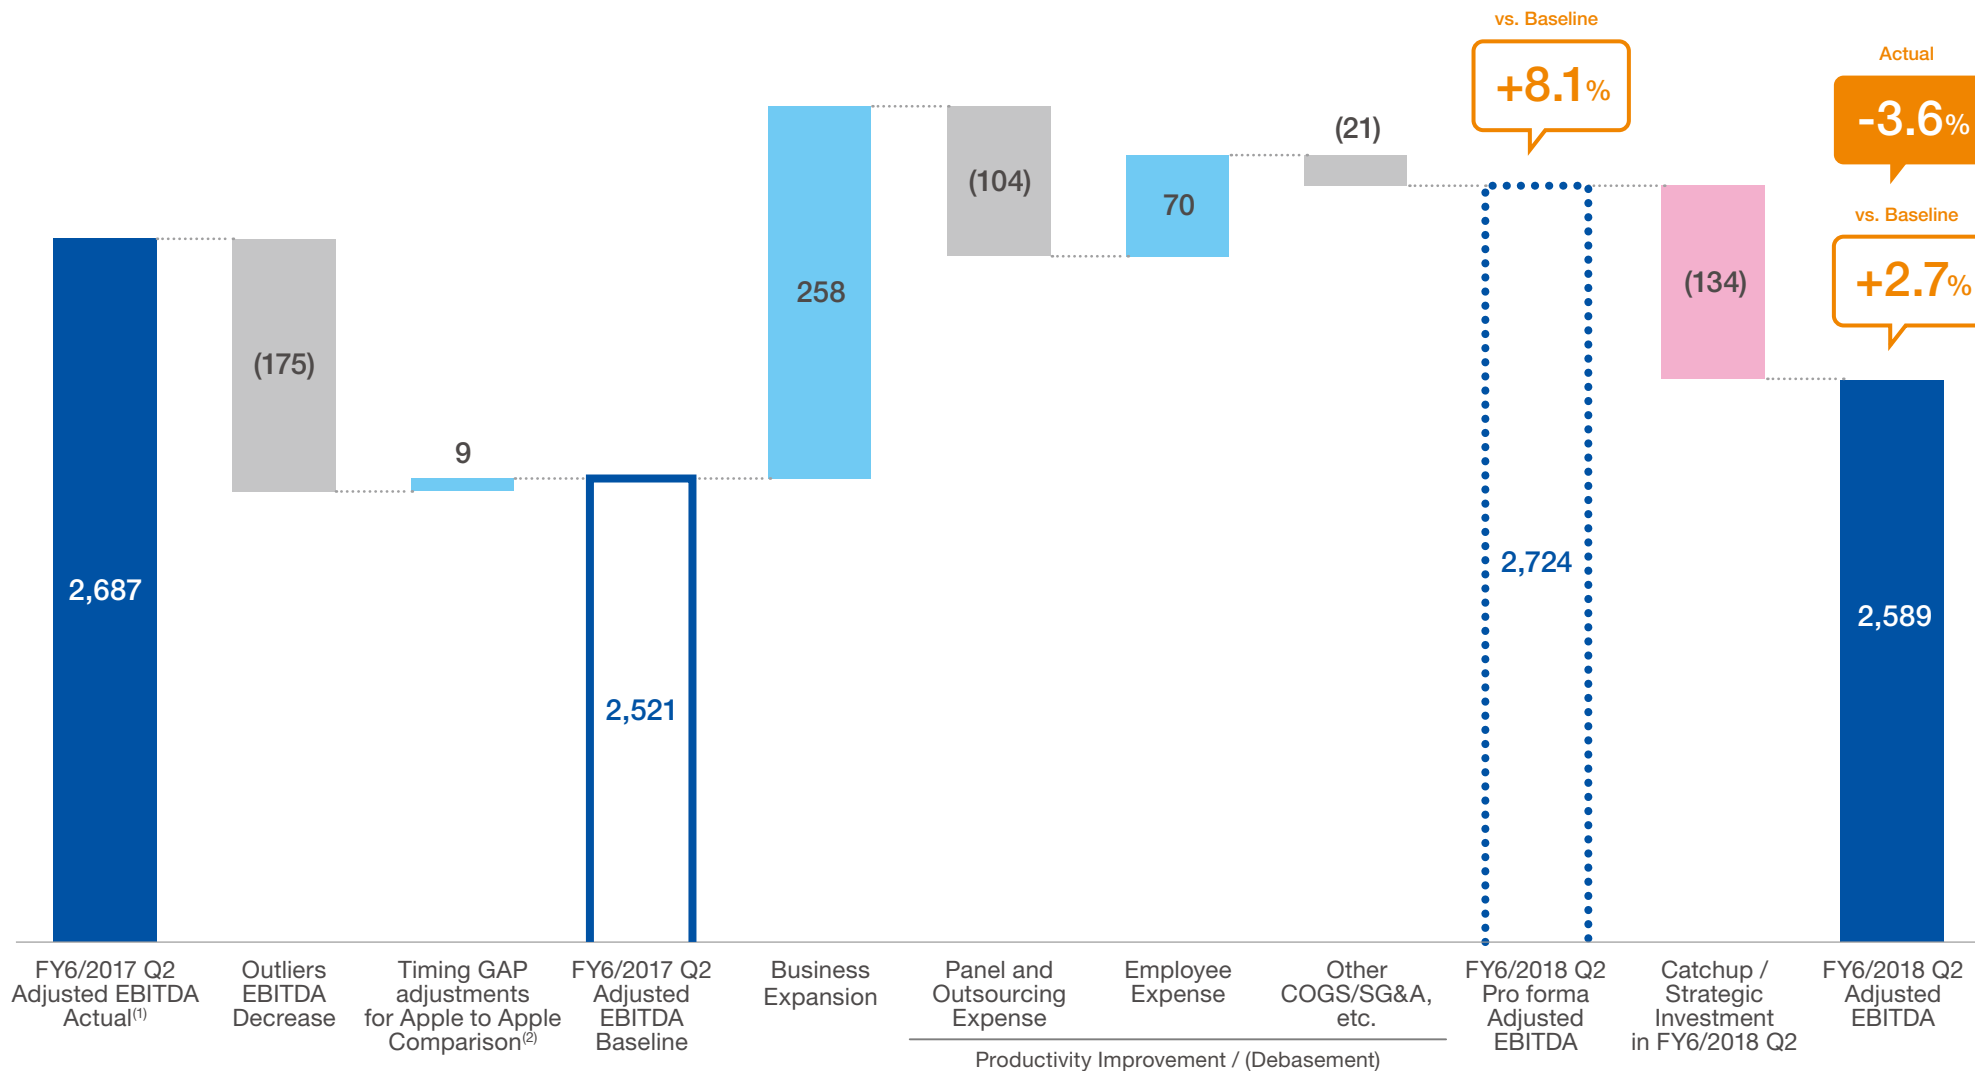 vs. Baseline
+8.1%
Actual
-3.6%
vs. Baseline
+2.7%
2,687
(175)
9
2,521
258
(104)
70
(21)
2,724
(134)
2,589
FY6/2017 Q2
Adjusted EBITDA
Actual(1)
Outliers
EBITDA
Decrease
Timing GAP
adjustments
for Apple to Apple
Comparison(2)
FY6/2017 Q2
Adjusted
EBITDA
Baseline
Business
Expansion
Panel and
Outsourcing
Expense
Employee
Expense
Other
COGS/SG&A,
etc.
FY6/2018 Q2
Pro forma
Adjusted
EBITDA
Catchup /
Strategic
Investment
in FY6/2018 Q2
FY6/2018 Q2
Adjusted
EBITDA
Productivity Improvement / (Debasement)